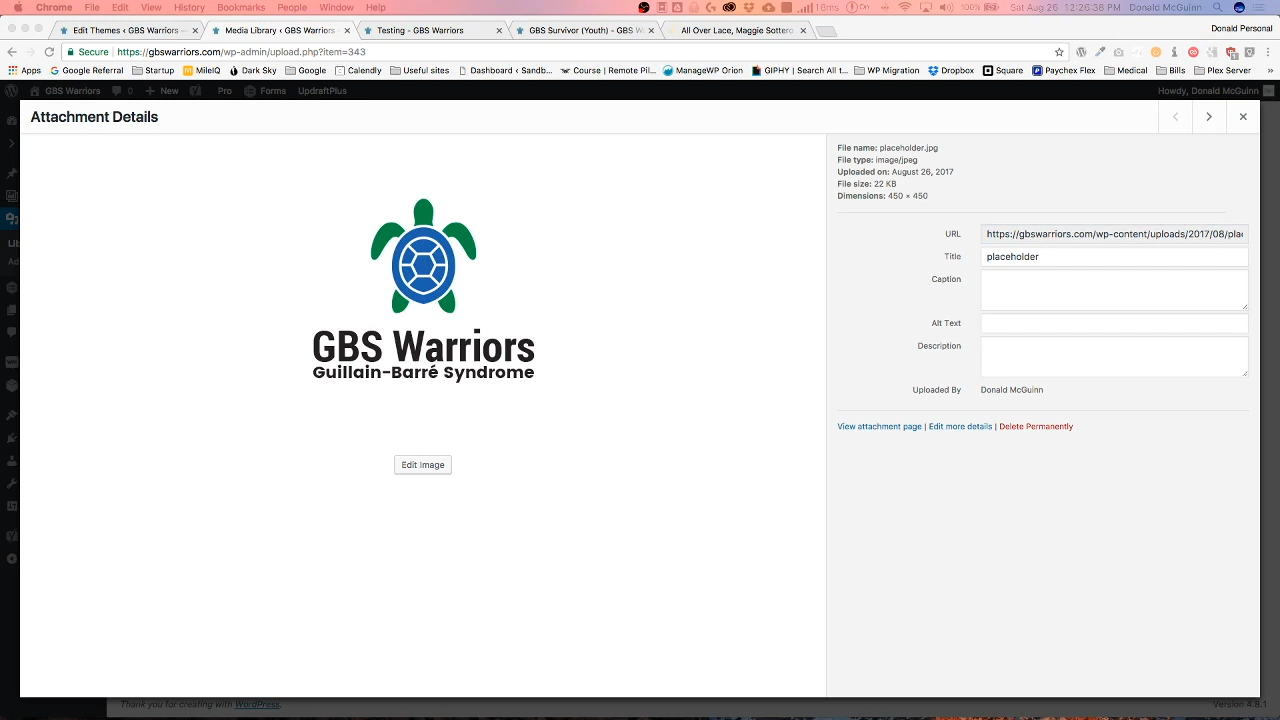 Chrome File Edit View History Bookmarks People Window Help 16ms On 100% Sat Aug 26 12:26:38 PM Donald McGuinn
Edit Themes ‹ GBS Warriors — Media Library ‹ GBS Warriors Testing - GBS Warriors GBS Survivor (Youth) - GBS W All Over Lace, Maggie Sottero Donald Personal
Secure https://gbswarriors.com/wp-admin/upload.php?item=343
Apps Google Referral Startup MileIQ Dark Sky Google Calendly Useful sites Dashboard ‹ Sandb... Course | Remote Pil... ManageWP Orion GIPHY | Search All t... WP Migration Dropbox Square Paychex Flex Medical Bills Plex Server »
GBS Warriors 0 New Pro Forms UpdraftPlus Howdy, Donald McGuinn
Attachment Details
File name: placeholder.jpg
File type: image/jpeg
Uploaded on: August 26, 2017
File size: 22 KB
Dimensions: 450 × 450
URL https://gbswarriors.com/wp-content/uploads/2017/08/plac
Title placeholder
Caption
Alt Text
Description
Uploaded By Donald McGuinn
View attachment page | Edit more details | Delete Permanently
GBS Warriors
Guillain-Barré Syndrome
Edit Image
Lib
Ad
Thank you for creating with WordPress. Version 4.8.1